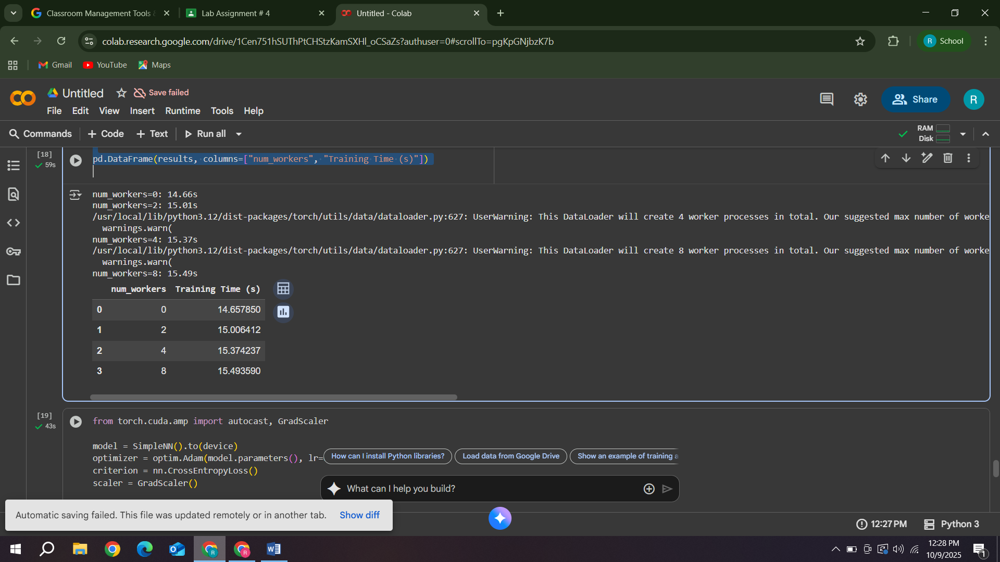 Classroom Management Tools
Lab Assignment # 4
Untitled - Colab
colab.research.google.com/drive/1Cen751hSUThPtCHStzKamSXHl_oCSaZs?authuser=0#scrollTo=pgKpGNjbzK7b
R School
Gmail
YouTube
Maps
Untitled
Save failed
File Edit View Insert Runtime Tools Help
Share
R
Commands + Code + Text Run all
RAM
Disk
[18]
59s
pd.DataFrame(results, columns=["num_workers", "Training Time (s)"])
num_workers=0: 14.66s
num_workers=2: 15.01s
/usr/local/lib/python3.12/dist-packages/torch/utils/data/dataloader.py:627: UserWarning: This DataLoader will create 4 worker processes in total. Our suggested max number of worke
warnings.warn(
num_workers=4: 15.37s
/usr/local/lib/python3.12/dist-packages/torch/utils/data/dataloader.py:627: UserWarning: This DataLoader will create 8 worker processes in total. Our suggested max number of worke
warnings.warn(
num_workers=8: 15.49s
num_workers Training Time (s)
0 0 14.657850
1 2 15.006412
2 4 15.374237
3 8 15.493590
[19]
43s
from torch.cuda.amp import autocast, GradScaler
model = SimpleNN().to(device)
optimizer = optim.Adam(model.parameters(), lr=
criterion = nn.CrossEntropyLoss()
scaler = GradScaler()
How can I install Python libraries?
Load data from Google Drive
Show an example of training a
What can I help you build?
Automatic saving failed. This file was updated remotely or in another tab. Show diff
12:27 PM
Python 3
12:28 PM
10/9/2025
1